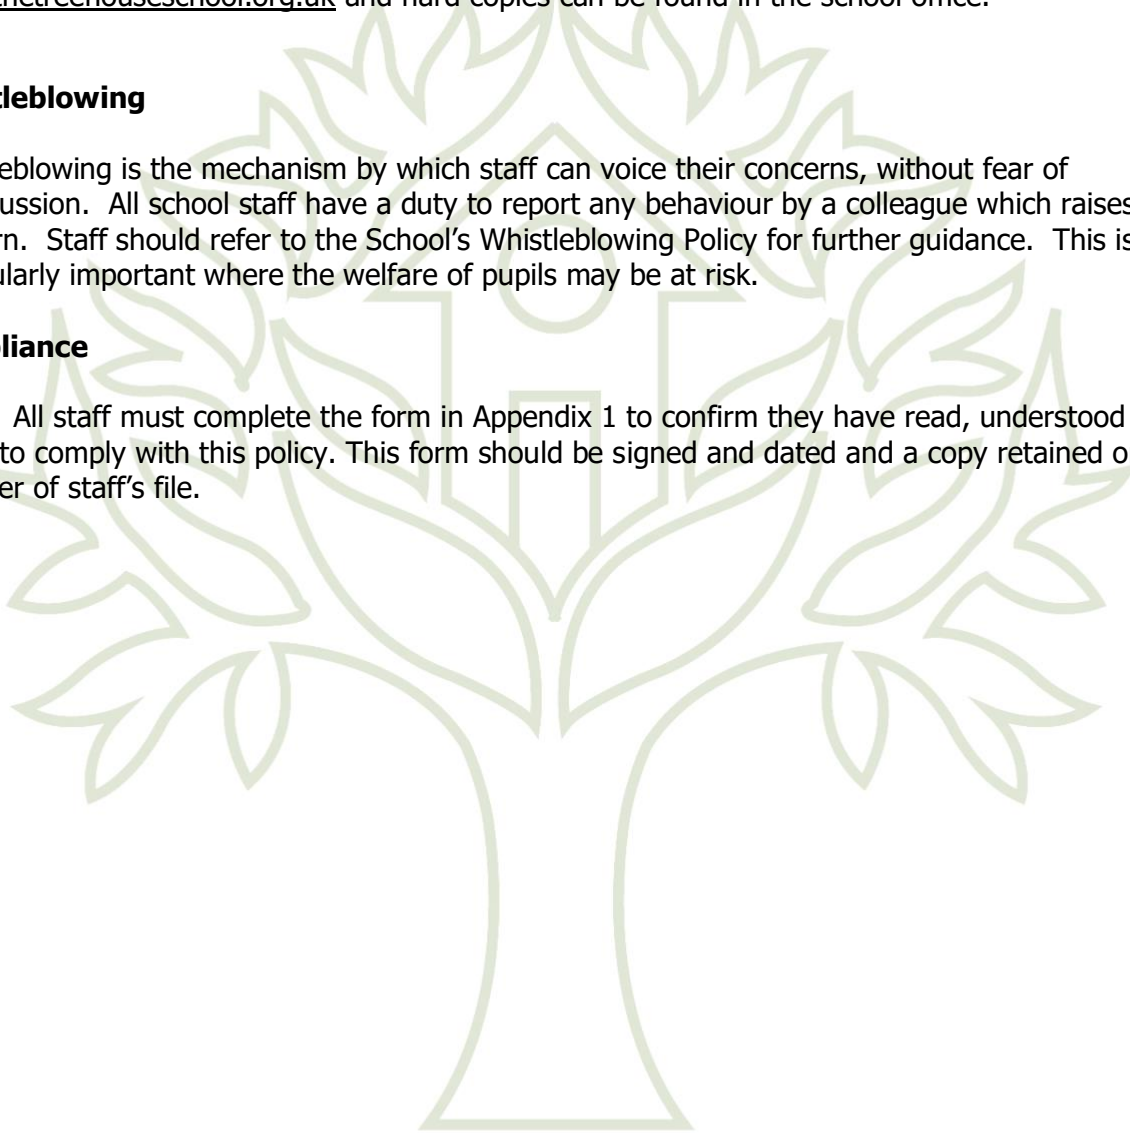 thetreehouseschool.org.uk and hard copies can be found in the school office.
tleblowing
eblowing is the mechanism by which staff can voice their concerns, without fear of
ussion. All school staff have a duty to report any behaviour by a colleague which raises
rn. Staff should refer to the School's Whistleblowing Policy for further guidance. This is
ularly important where the welfare of pupils may be at risk.
liance
All staff must complete the form in Appendix 1 to confirm they have read, understood
to comply with this policy. This form should be signed and dated and a copy retained o
er of staff's file.